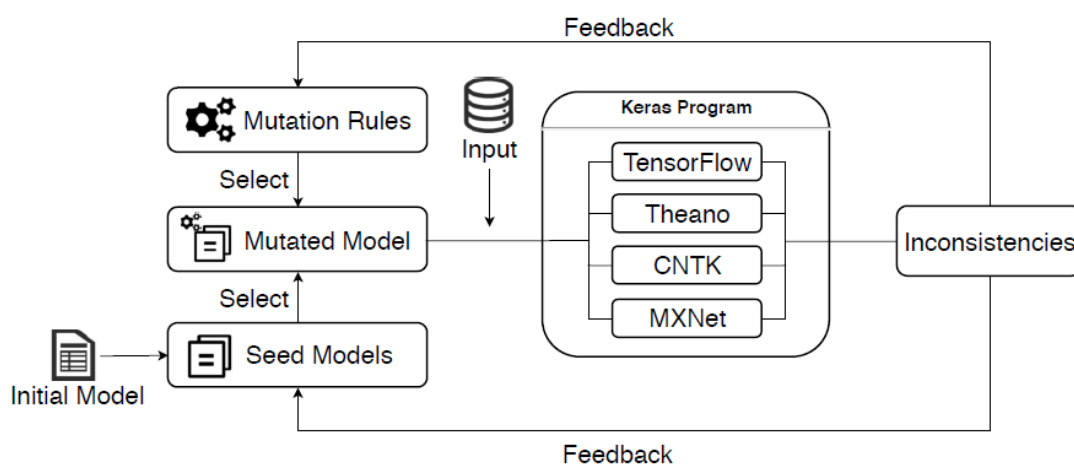 Feedback
Mutation Rules
Input
Keras Program
TensorFlow
Theano
CNTK
MXNet
Select
Mutated Model
Inconsistencies
Select
Seed Models
Initial Model
Feedback